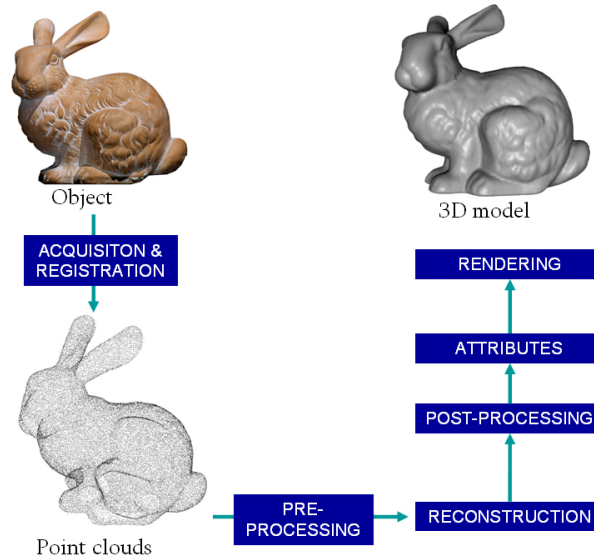 Object
ACQUISITON &
REGISTRATION
Point clouds
PRE-
PROCESSING
RECONSTRUCTION
POST-PROCESSING
ATTRIBUTES
RENDERING
3D model